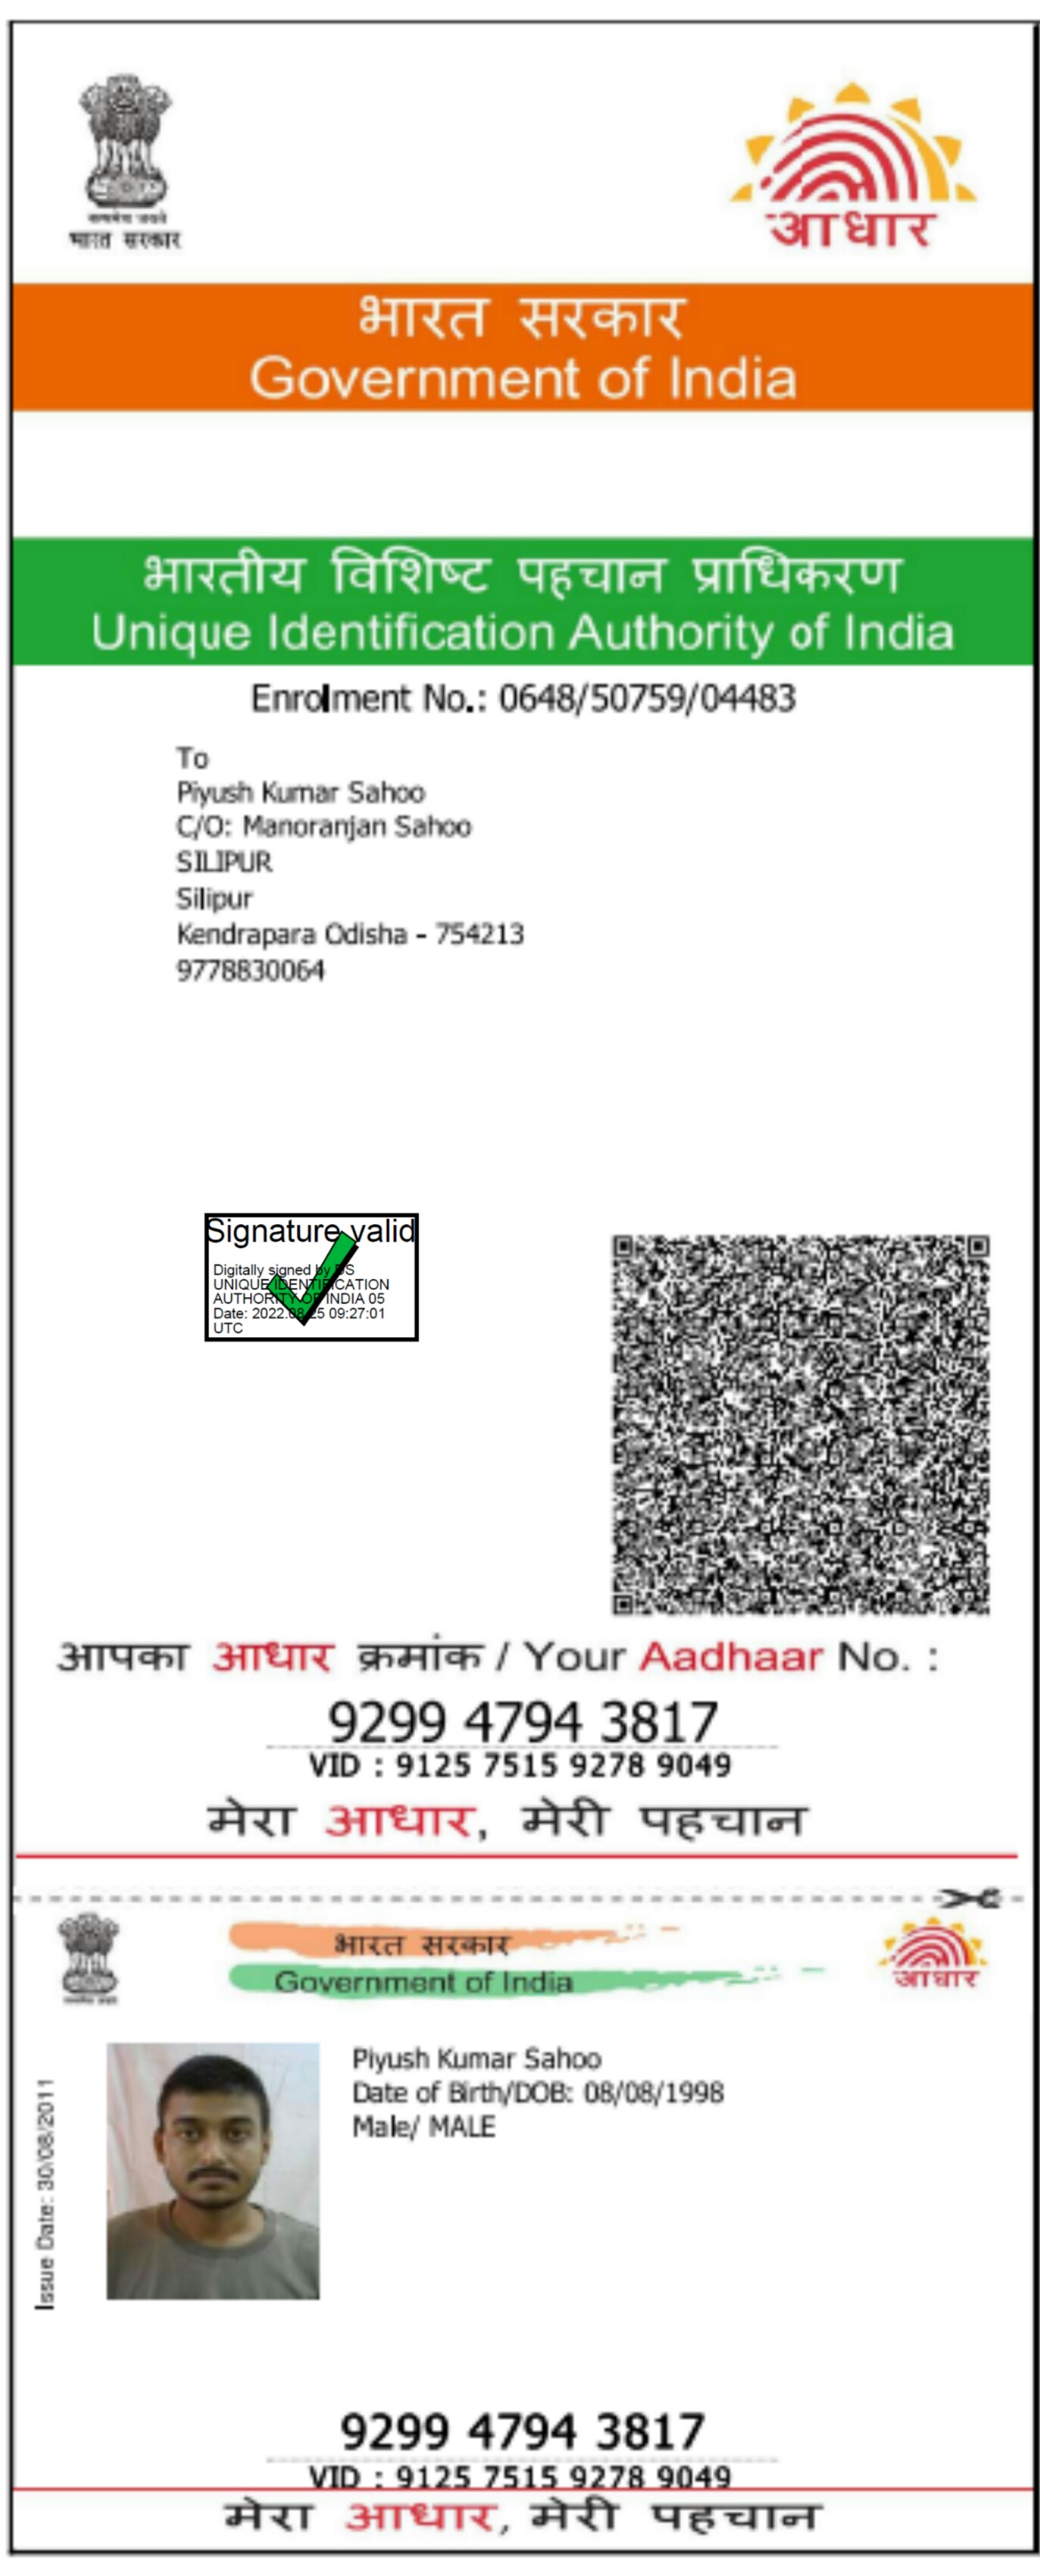 सत्यमेव जयते
भारत सरकार
आधार
भारत सरकार
Government of India
भारतीय विशिष्ट पहचान प्राधिकरण
Unique Identification Authority of India
Enrolment No.: 0648/50759/04483
To
Piyush Kumar Sahoo
C/O: Manoranjan Sahoo
SILIPUR
Silipur
Kendrapara Odisha - 754213
9778830064
Signature valid
Digitally signed by DS
UNIQUE IDENTIFICATION
AUTHORITY OF INDIA 05
Date: 2022.08.25 09:27:01
UTC
आपका आधार क्रमांक / Your Aadhaar No. :
9299 4794 3817
VID : 9125 7515 9278 9049
मेरा आधार, मेरी पहचान
भारत सरकार
Government of India
आधार
Issue Date: 30/08/2011
Piyush Kumar Sahoo
Date of Birth/DOB: 08/08/1998
Male/ MALE
9299 4794 3817
VID : 9125 7515 9278 9049
मेरा आधार, मेरी पहचान